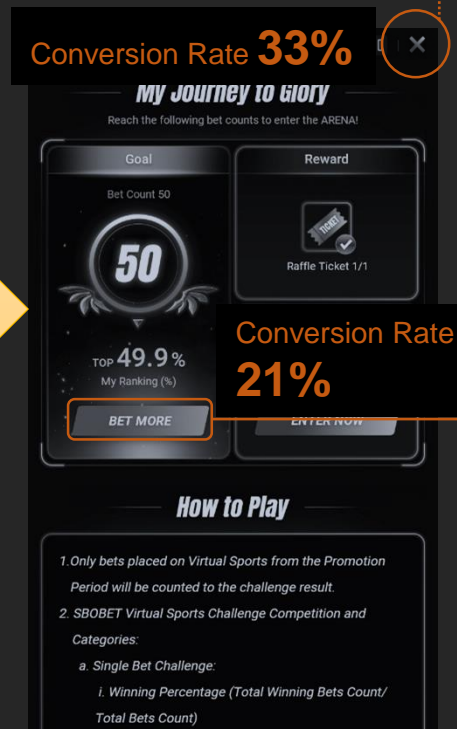 Conversion Rate 33%
My Journey to Glory
Reach the following bet counts to enter the ARENA!
Goal
Bet Count 50
50
TOP 49.9%
My Ranking (%)
BET MORE
Reward
TICKET
Raffle Ticket 1/1
Conversion Rate
21%
ENTER NOW
How to Play
1.Only bets placed on Virtual Sports from the Promotion
Period will be counted to the challenge result.
2. SBOBET Virtual Sports Challenge Competition and
Categories:
a. Single Bet Challenge:
i. Winning Percentage (Total Winning Bets Count/
Total Bets Count)